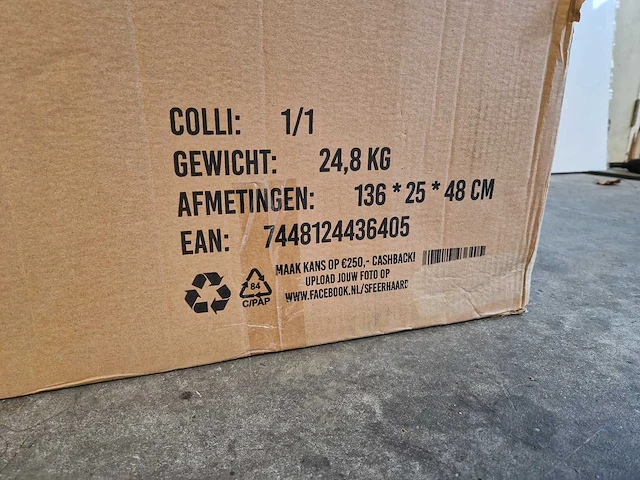 COLLI: 1/1
GEWICHT: 24,8 KG
AFMETINGEN: 136 * 25 * 48 CM
EAN: 7448124436405
MAAK KANS OP €250,- CASHBACK!
UPLOAD JOUW FOTO OP
WWW.FACEBOOK.NL/SFEERHAARD
84
C/PAP